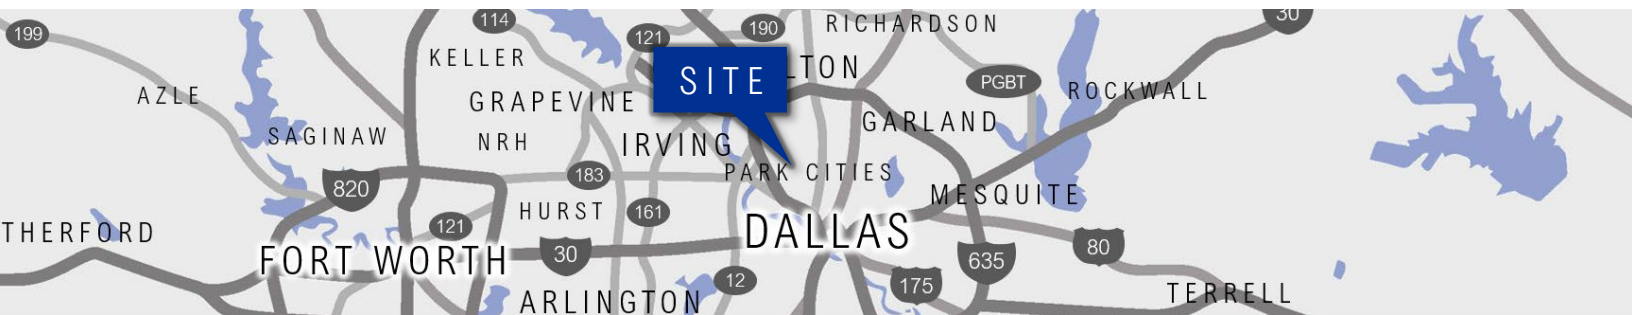 114
30
190
RICHARDSON
199
121
KELLER
LTON
SITE
PGBT
ROCKWALL
AZLE
GRAPEVINE
GARLAND
SAGINAW
NRH
IRVING
PARK CITIES
183
820
MESQUITE
HURST
161
121
THERFORD
DALLAS
80
30
FORT WORTH
635
12
175
TERRELL
ARLINGTON